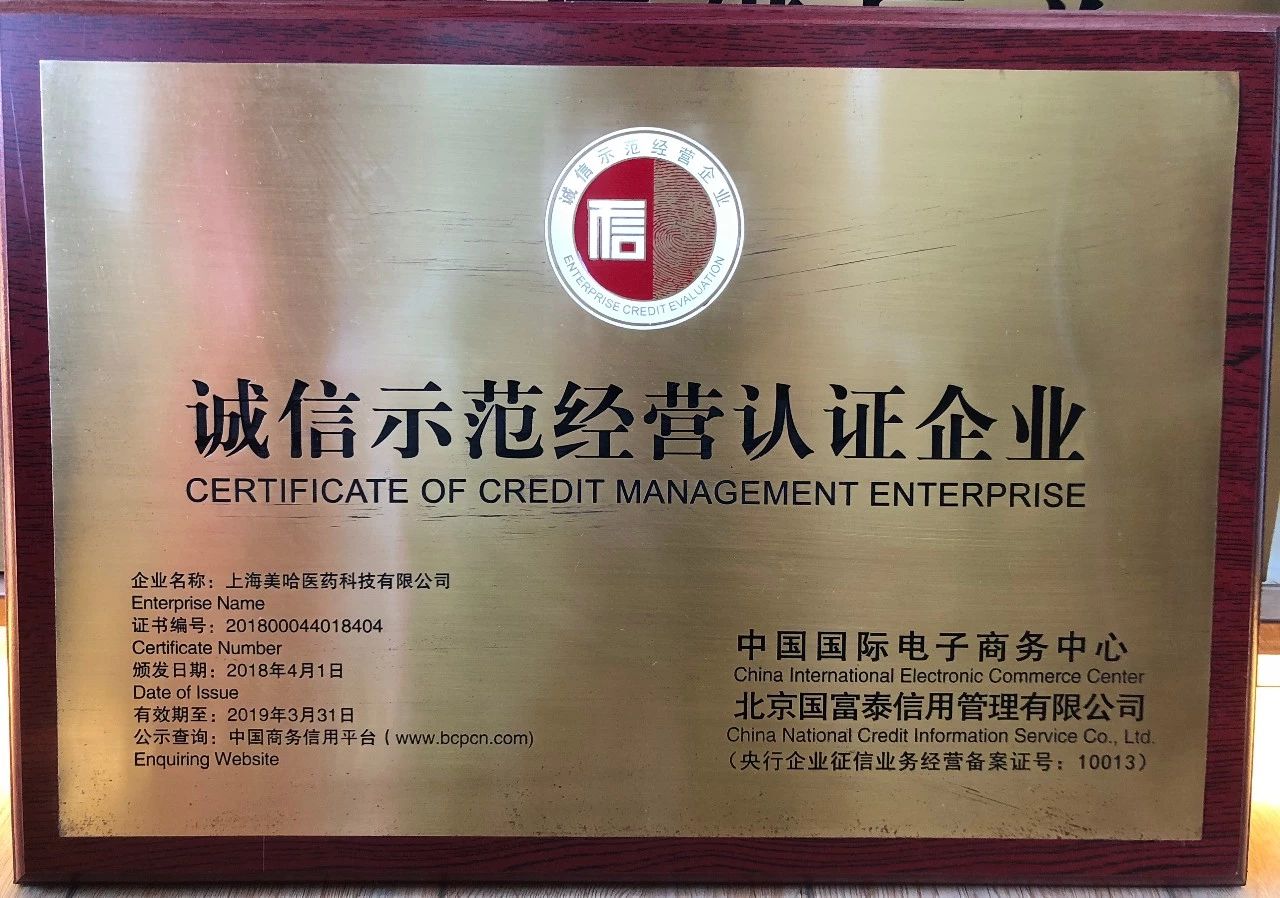 诚信示范经营企业
信
ENTERPRISE CREDIT EVALUATION
诚信示范经营认证企业
CERTIFICATE OF CREDIT MANAGEMENT ENTERPRISE
企业名称：上海美哈医药科技有限公司
Enterprise Name
证书编号：201800044018404
Certificate Number
颁发日期：2018年4月1日
Date of Issue
有效期至：2019年3月31日
公示查询：中国商务信用平台（www.bcpcn.com)
Enquiring Website
中国国际电子商务中心
China International Electronic Commerce Center
北京国富泰信用管理有限公司
China National Credit Information Service Co., Ltd.
（央行企业征信业务经营备案证号：10013）